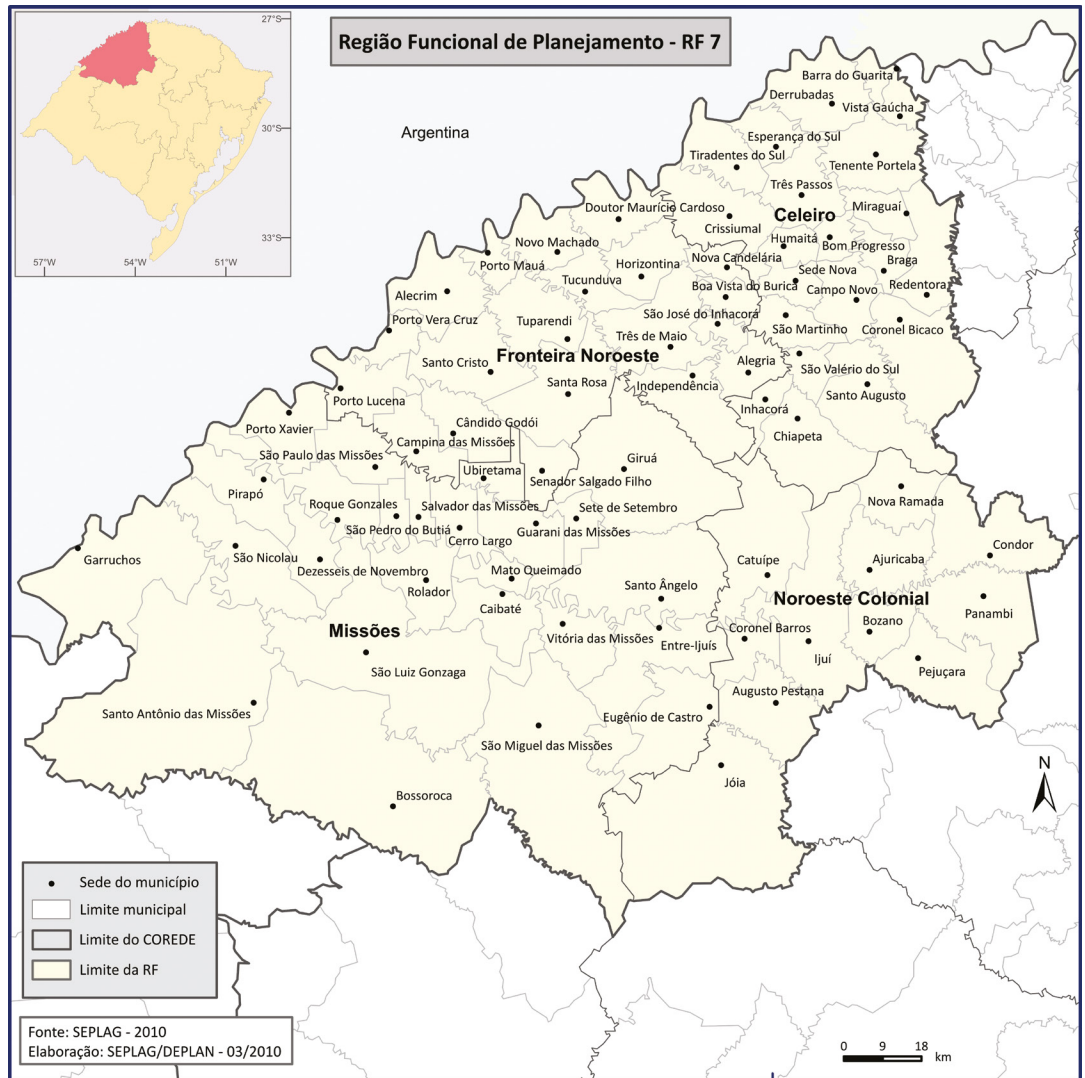 Região Funcional de Planejamento - RF 7
27°S
30°S
33°S
57°W
54°W
51°W
Argentina
Barra do Guarita
Derrubadas
Vista Gaúcha
Esperança do Sul
Tiradentes do Sul
Tenente Portela
Três Passos
Doutor Maurício Cardoso
Celeiro
Miraguaí
Crissiumal
Novo Machado
Humaitá
Bom Progresso
Porto Mauá
Horizontina
Nova Candelária
Braga
Tucunduva
Sede Nova
Alecrim
Boa Vista do Burica
Campo Novo
Redentora
Porto Vera Cruz
Tuparendi
São José do Inhacorá
São Martinho
Coronel Bicaco
Três de Maio
Santo Cristo
Fronteira Noroeste
Alegria
São Valério do Sul
Santa Rosa
Independência
Santo Augusto
Porto Lucena
Inhacorá
Porto Xavier
Cândido Godói
Chiapeta
Campina das Missões
São Paulo das Missões
Giruá
Ubiretama
Senador Salgado Filho
Pirapó
Nova Ramada
Roque Gonzales
Salvador das Missões
Sete de Setembro
São Pedro do Butiá
Cerro Largo
Guarani das Missões
Garruchos
São Nicolau
Condor
Catuípe
Ajuricaba
Dezesseis de Novembro
Mato Queimado
Rolador
Santo Ângelo
Caibaté
Noroeste Colonial
Panambi
Missões
Coronel Barros
Bozano
Vitória das Missões
Entre-Ijuís
Ijuí
São Luiz Gonzaga
Pejuçara
Augusto Pestana
Santo Antônio das Missões
Eugênio de Castro
São Miguel das Missões
Jóia
Bossoroca
N
Sede do município
Limite municipal
Limite do COREDE
Limite da RF
Fonte: SEPLAG - 2010
Elaboração: SEPLAG/DEPLAN - 03/2010
0 9 18
km